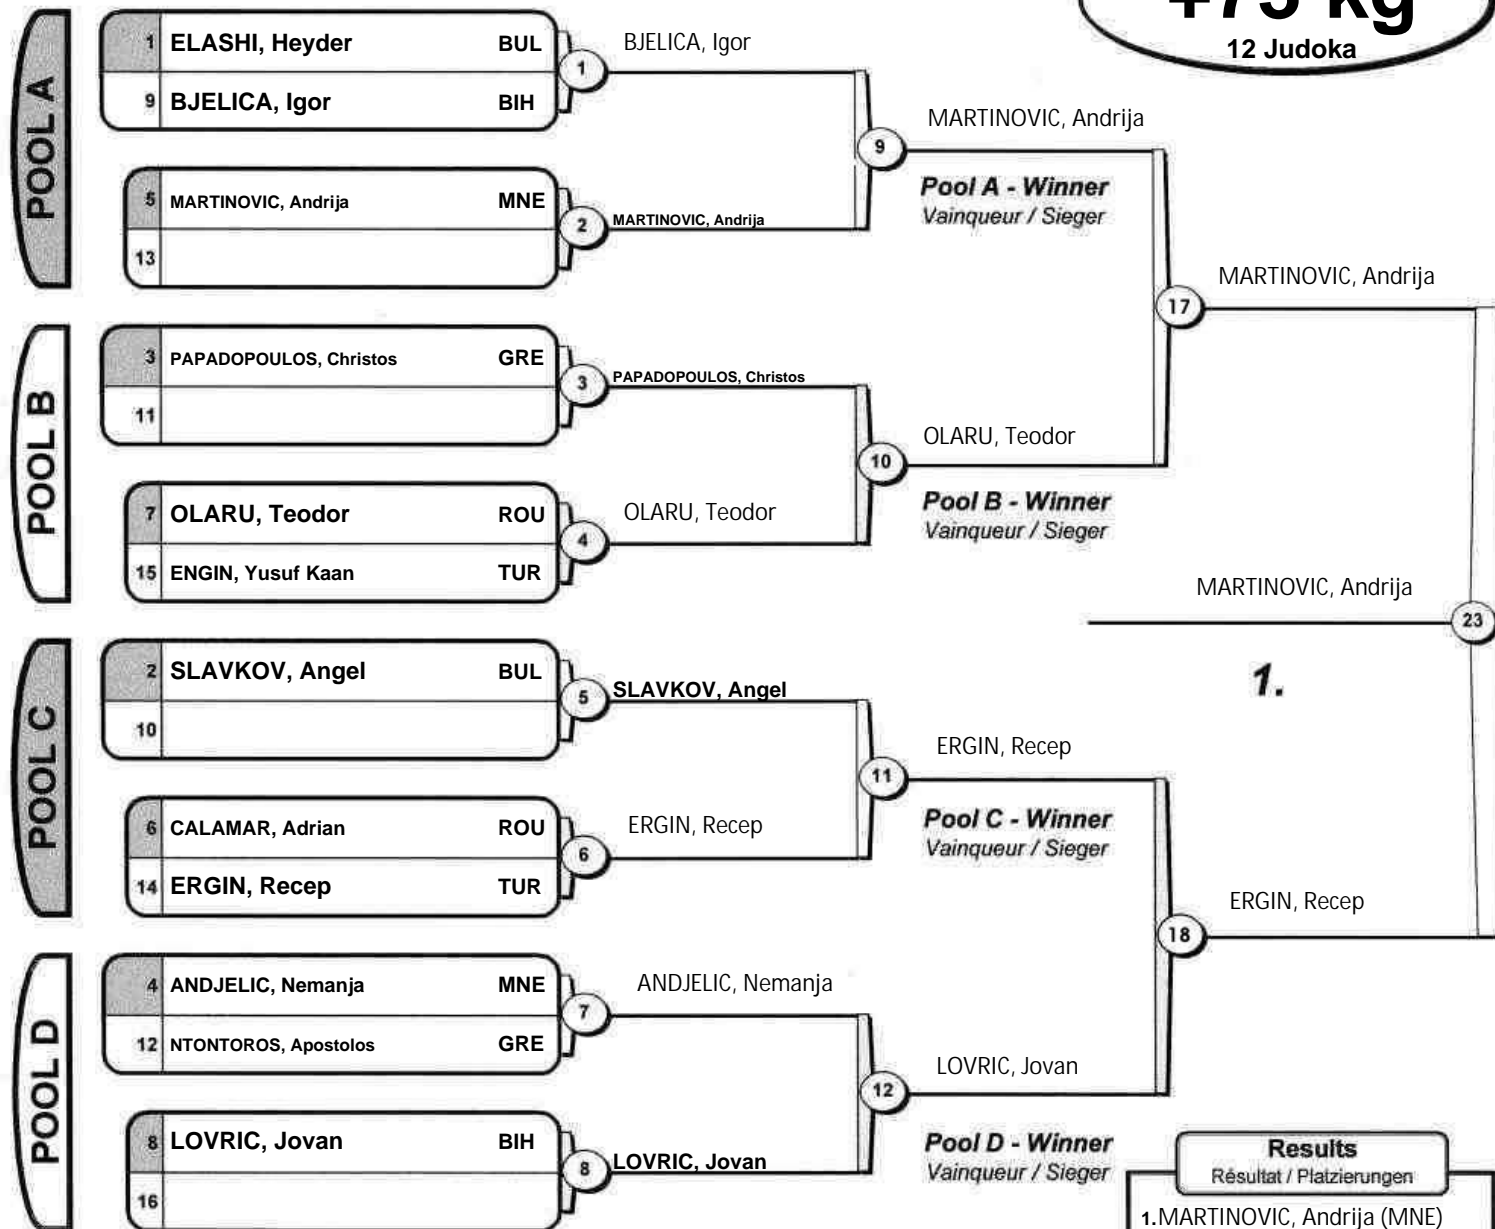 +73 kg
12 Judoka
POOL A
1 ELASHI, Heyder BUL
9 BJELICA, Igor BIH
1
BJELICA, Igor
5 MARTINOVIC, Andrija MNE
13
2
MARTINOVIC, Andrija
9
MARTINOVIC, Andrija
Pool A - Winner
Vainqueur / Sieger
POOL B
3 PAPADOPOULOS, Christos GRE
11
3
PAPADOPOULOS, Christos
7 OLARU, Teodor ROU
15 ENGIN, Yusuf Kaan TUR
4
OLARU, Teodor
10
OLARU, Teodor
Pool B - Winner
Vainqueur / Sieger
17
MARTINOVIC, Andrija
MARTINOVIC, Andrija
23
1.
POOL C
2 SLAVKOV, Angel BUL
10
5
SLAVKOV, Angel
6 CALAMAR, Adrian ROU
14 ERGIN, Recep TUR
6
ERGIN, Recep
11
ERGIN, Recep
Pool C - Winner
Vainqueur / Sieger
POOL D
4 ANDJELIC, Nemanja MNE
12 NTONTOROS, Apostolos GRE
7
ANDJELIC, Nemanja
8 LOVRIC, Jovan BIH
16
8
LOVRIC, Jovan
12
LOVRIC, Jovan
Pool D - Winner
Vainqueur / Sieger
18
ERGIN, Recep
Results
Résultat / Platzierungen
1. MARTINOVIC, Andrija (MNE)